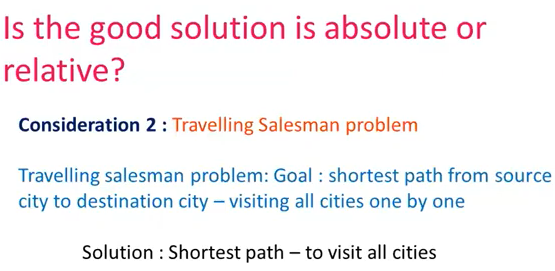 Is the good solution is absolute or
relative?
Consideration 2 : Travelling Salesman problem
Travelling salesman problem: Goal : shortest path from source
city to destination city – visiting all cities one by one
Solution : Shortest path – to visit all cities